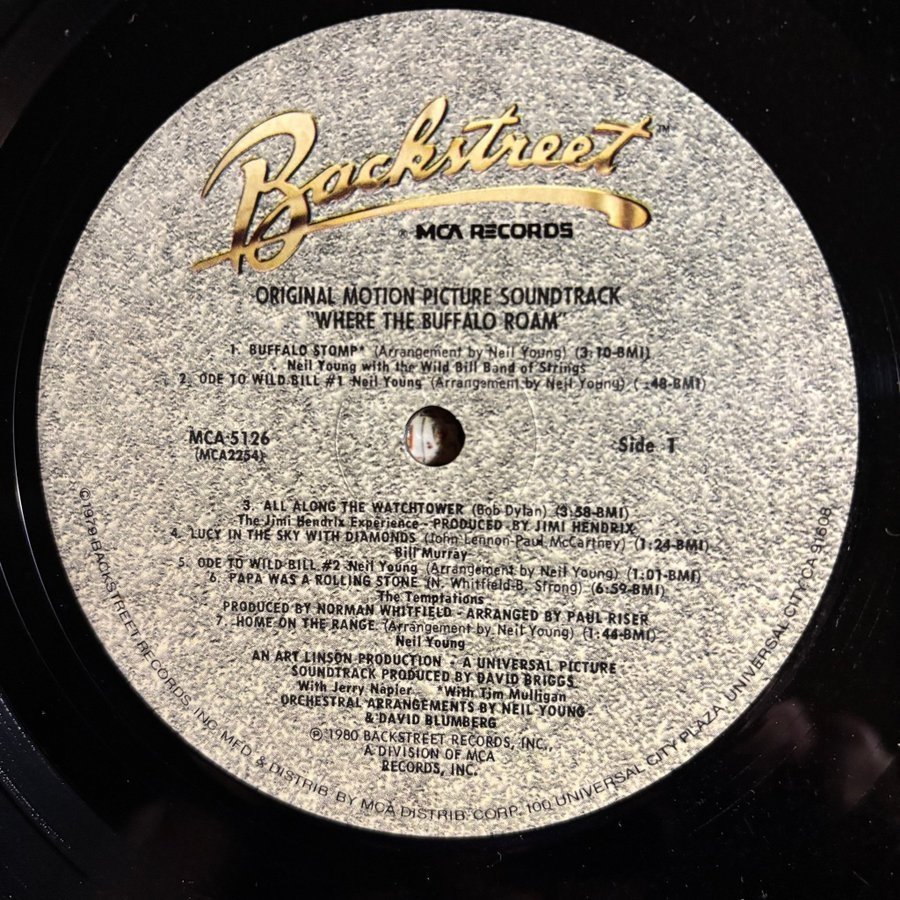 Backstreet™
® MCA RECORDS
ORIGINAL MOTION PICTURE SOUNDTRACK
"WHERE THE BUFFALO ROAM"
1. BUFFALO STOMP* (Arrangement by Neil Young) (3:10-BMI)
Neil Young with the Wild Bill Band of Strings
2. ODE TO WILD BILL #1 Neil Young (Arrangement by Neil Young) (:48-BMI)
MCA-5126
(MCA2254)
Side 1
3. ALL ALONG THE WATCHTOWER (Bob Dylan) (3:58-BMI)
The Jimi Hendrix Experience - PRODUCED BY JIMI HENDRIX
4. LUCY IN THE SKY WITH DIAMONDS (John Lennon-Paul McCartney) (1:24-BMI)
Bill Murray
5. ODE TO WILD BILL #2 Neil Young (Arrangement by Neil Young) (1:01-BMI)
6. PAPA WAS A ROLLING STONE (N. Whitfield-B. Strong) (6:59-BMI)
The Temptations
PRODUCED BY NORMAN WHITFIELD - ARRANGED BY PAUL RISER
7. HOME ON THE RANGE (Arrangement by Neil Young) (1:44-BMI)
Neil Young
AN ART LINSON PRODUCTION - A UNIVERSAL PICTURE
SOUNDTRACK PRODUCED BY DAVID BRIGGS
With Jerry Napier *With Tim Mulligan
ORCHESTRAL ARRANGEMENTS BY NEIL YOUNG
& DAVID BLUMBERG
℗ 1980 BACKSTREET RECORDS, INC.,
A DIVISION OF MCA
RECORDS, INC.
© 1979 BACKSTREET RECORDS, INC. MFD & DISTRIB. BY MCA DISTRIB. CORP. 100 UNIVERSAL CITY PLAZA UNIVERSAL CITY, CA 91608